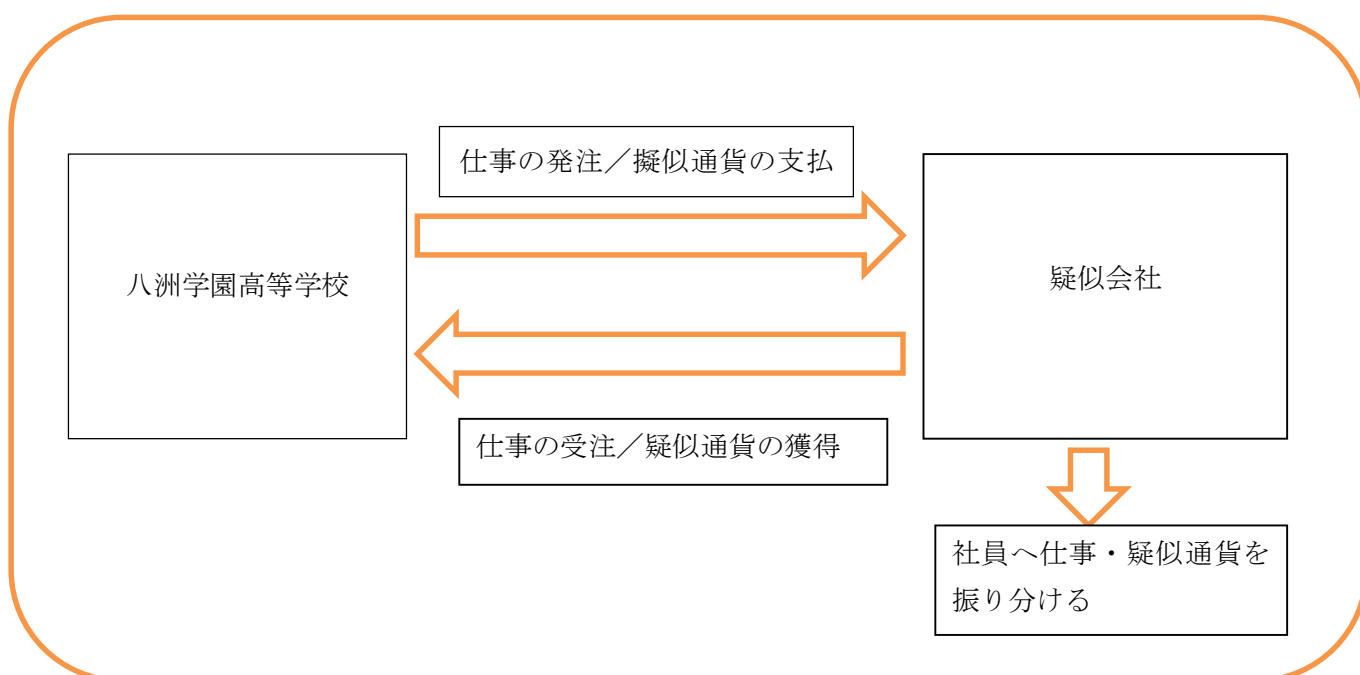 仕事の発注／擬似通貨の支払
八洲学園高等学校
疑似会社
仕事の受注／疑似通貨の獲得
社員へ仕事・疑似通貨を
振り分ける